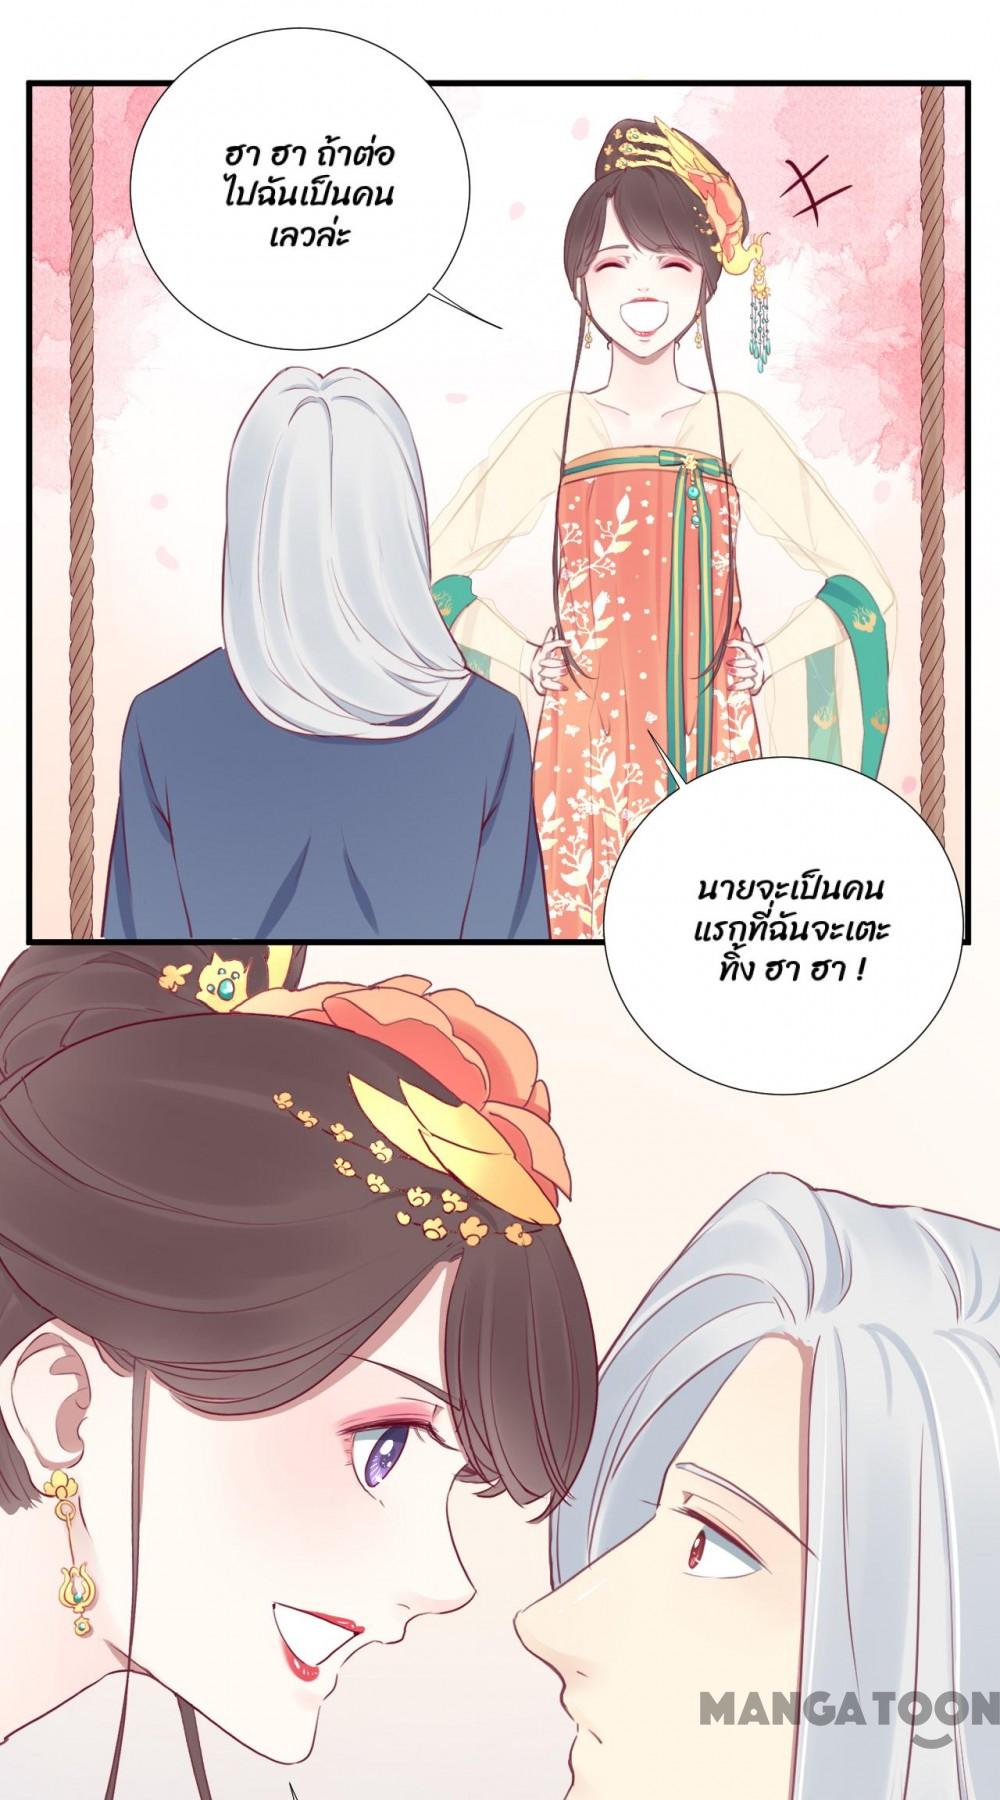 ฮา ฮา ถ้าต่อ
ไปฉันเป็นคน
เลวล่ะ
นายจะเป็นคน
แรกที่ฉันจะเตะ
ทิ้ง ฮา ฮา !
MANGATOON